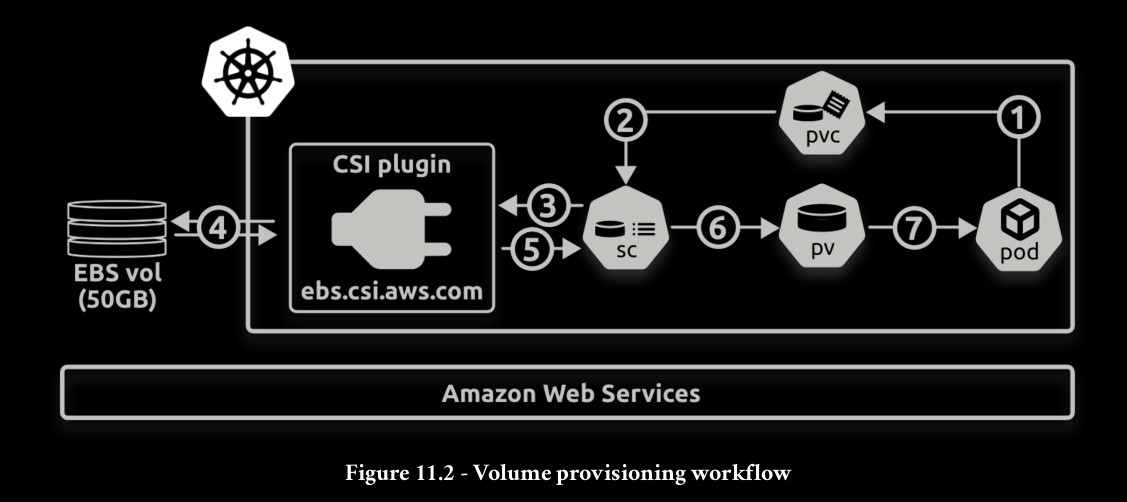 1
2
pvc
CSI plugin
3
4
5
6
7
sc
pv
pod
EBS vol
(50GB)
ebs.csi.aws.com
Amazon Web Services
Figure 11.2 - Volume provisioning workflow